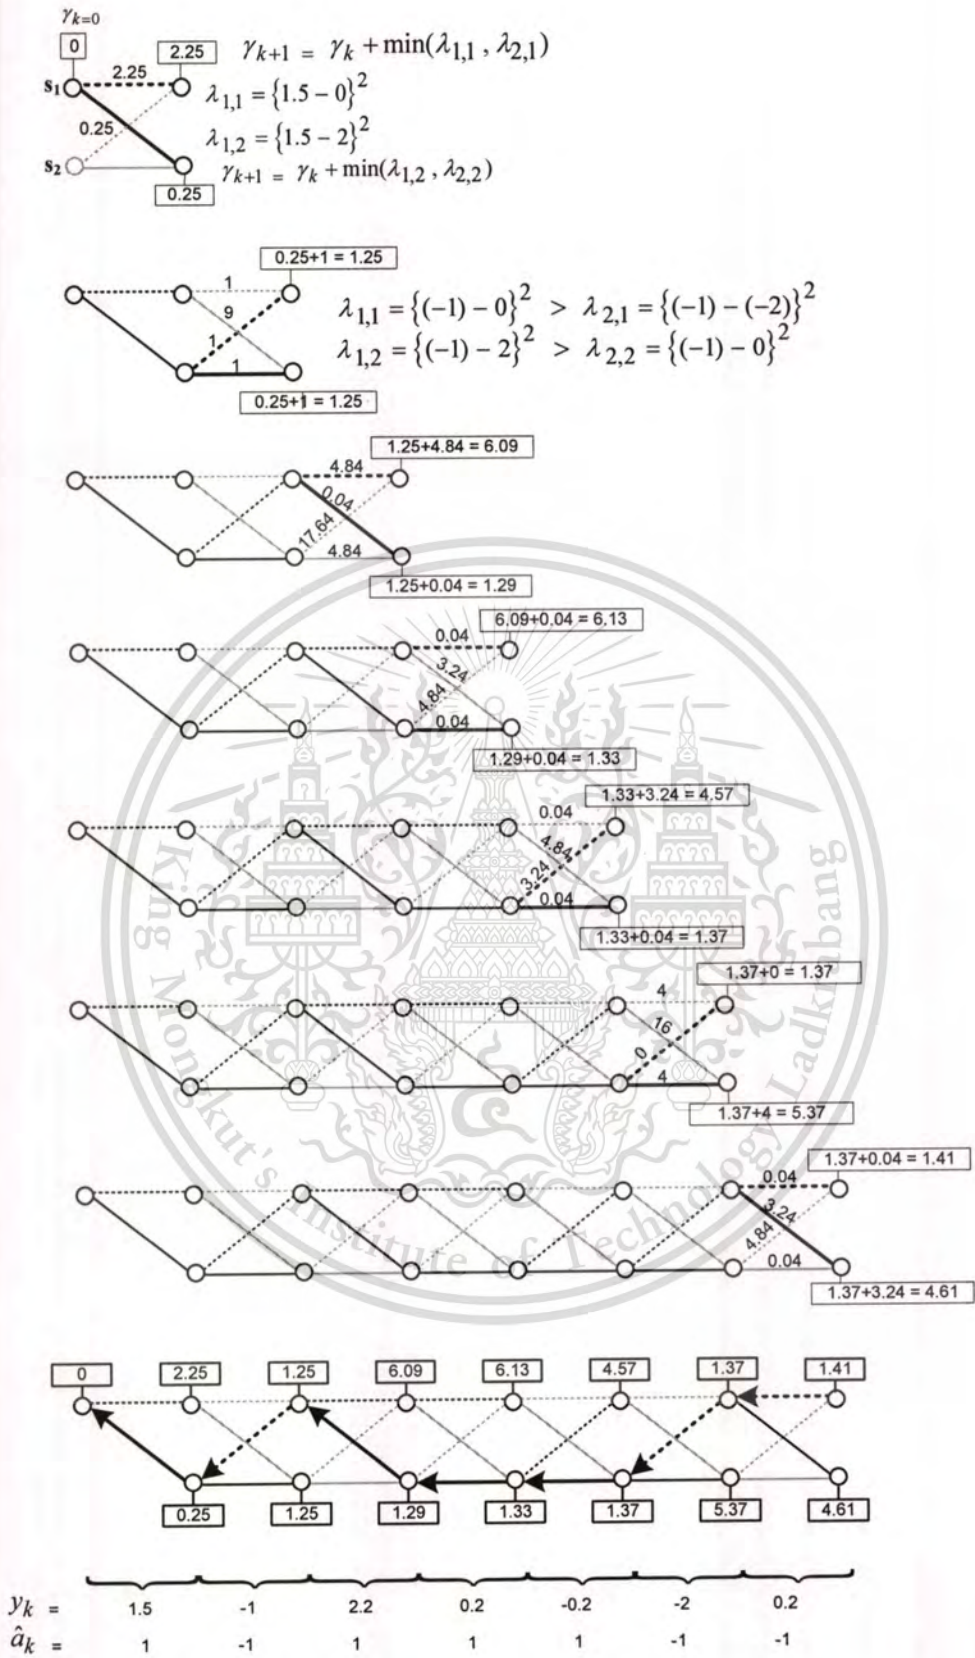 γk=0
0
2.25
γk+1 = γk + min(λ1,1 , λ2,1)
s1
2.25
λ1,1 = {1.5 − 0}²
0.25
λ1,2 = {1.5 − 2}²
s2
γk+1 = γk + min(λ1,2 , λ2,2)
0.25
0.25+1 = 1.25
1
9
λ1,1 = {(−1) − 0}² > λ2,1 = {(−1) − (−2)}²
1
λ1,2 = {(−1) − 2}² > λ2,2 = {(−1) − 0}²
1
0.25+1 = 1.25
1.25+4.84 = 6.09
4.84
0.04
17.64
4.84
1.25+0.04 = 1.29
6.09+0.04 = 6.13
0.04
3.24
4.84
0.04
1.29+0.04 = 1.33
1.33+3.24 = 4.57
0.04
4.84
3.24
0.04
1.33+0.04 = 1.37
1.37+0 = 1.37
4
16
0
4
1.37+4 = 5.37
1.37+0.04 = 1.41
0.04
3.24
4.84
0.04
1.37+3.24 = 4.61
King Mongkut's Institute of Technology Ladkrabang
0 2.25 1.25 6.09 6.13 4.57 1.37 1.41
0.25 1.25 1.29 1.33 1.37 5.37 4.61
yk = 1.5 -1 2.2 0.2 -0.2 -2 0.2
âk = 1 -1 1 1 1 -1 -1